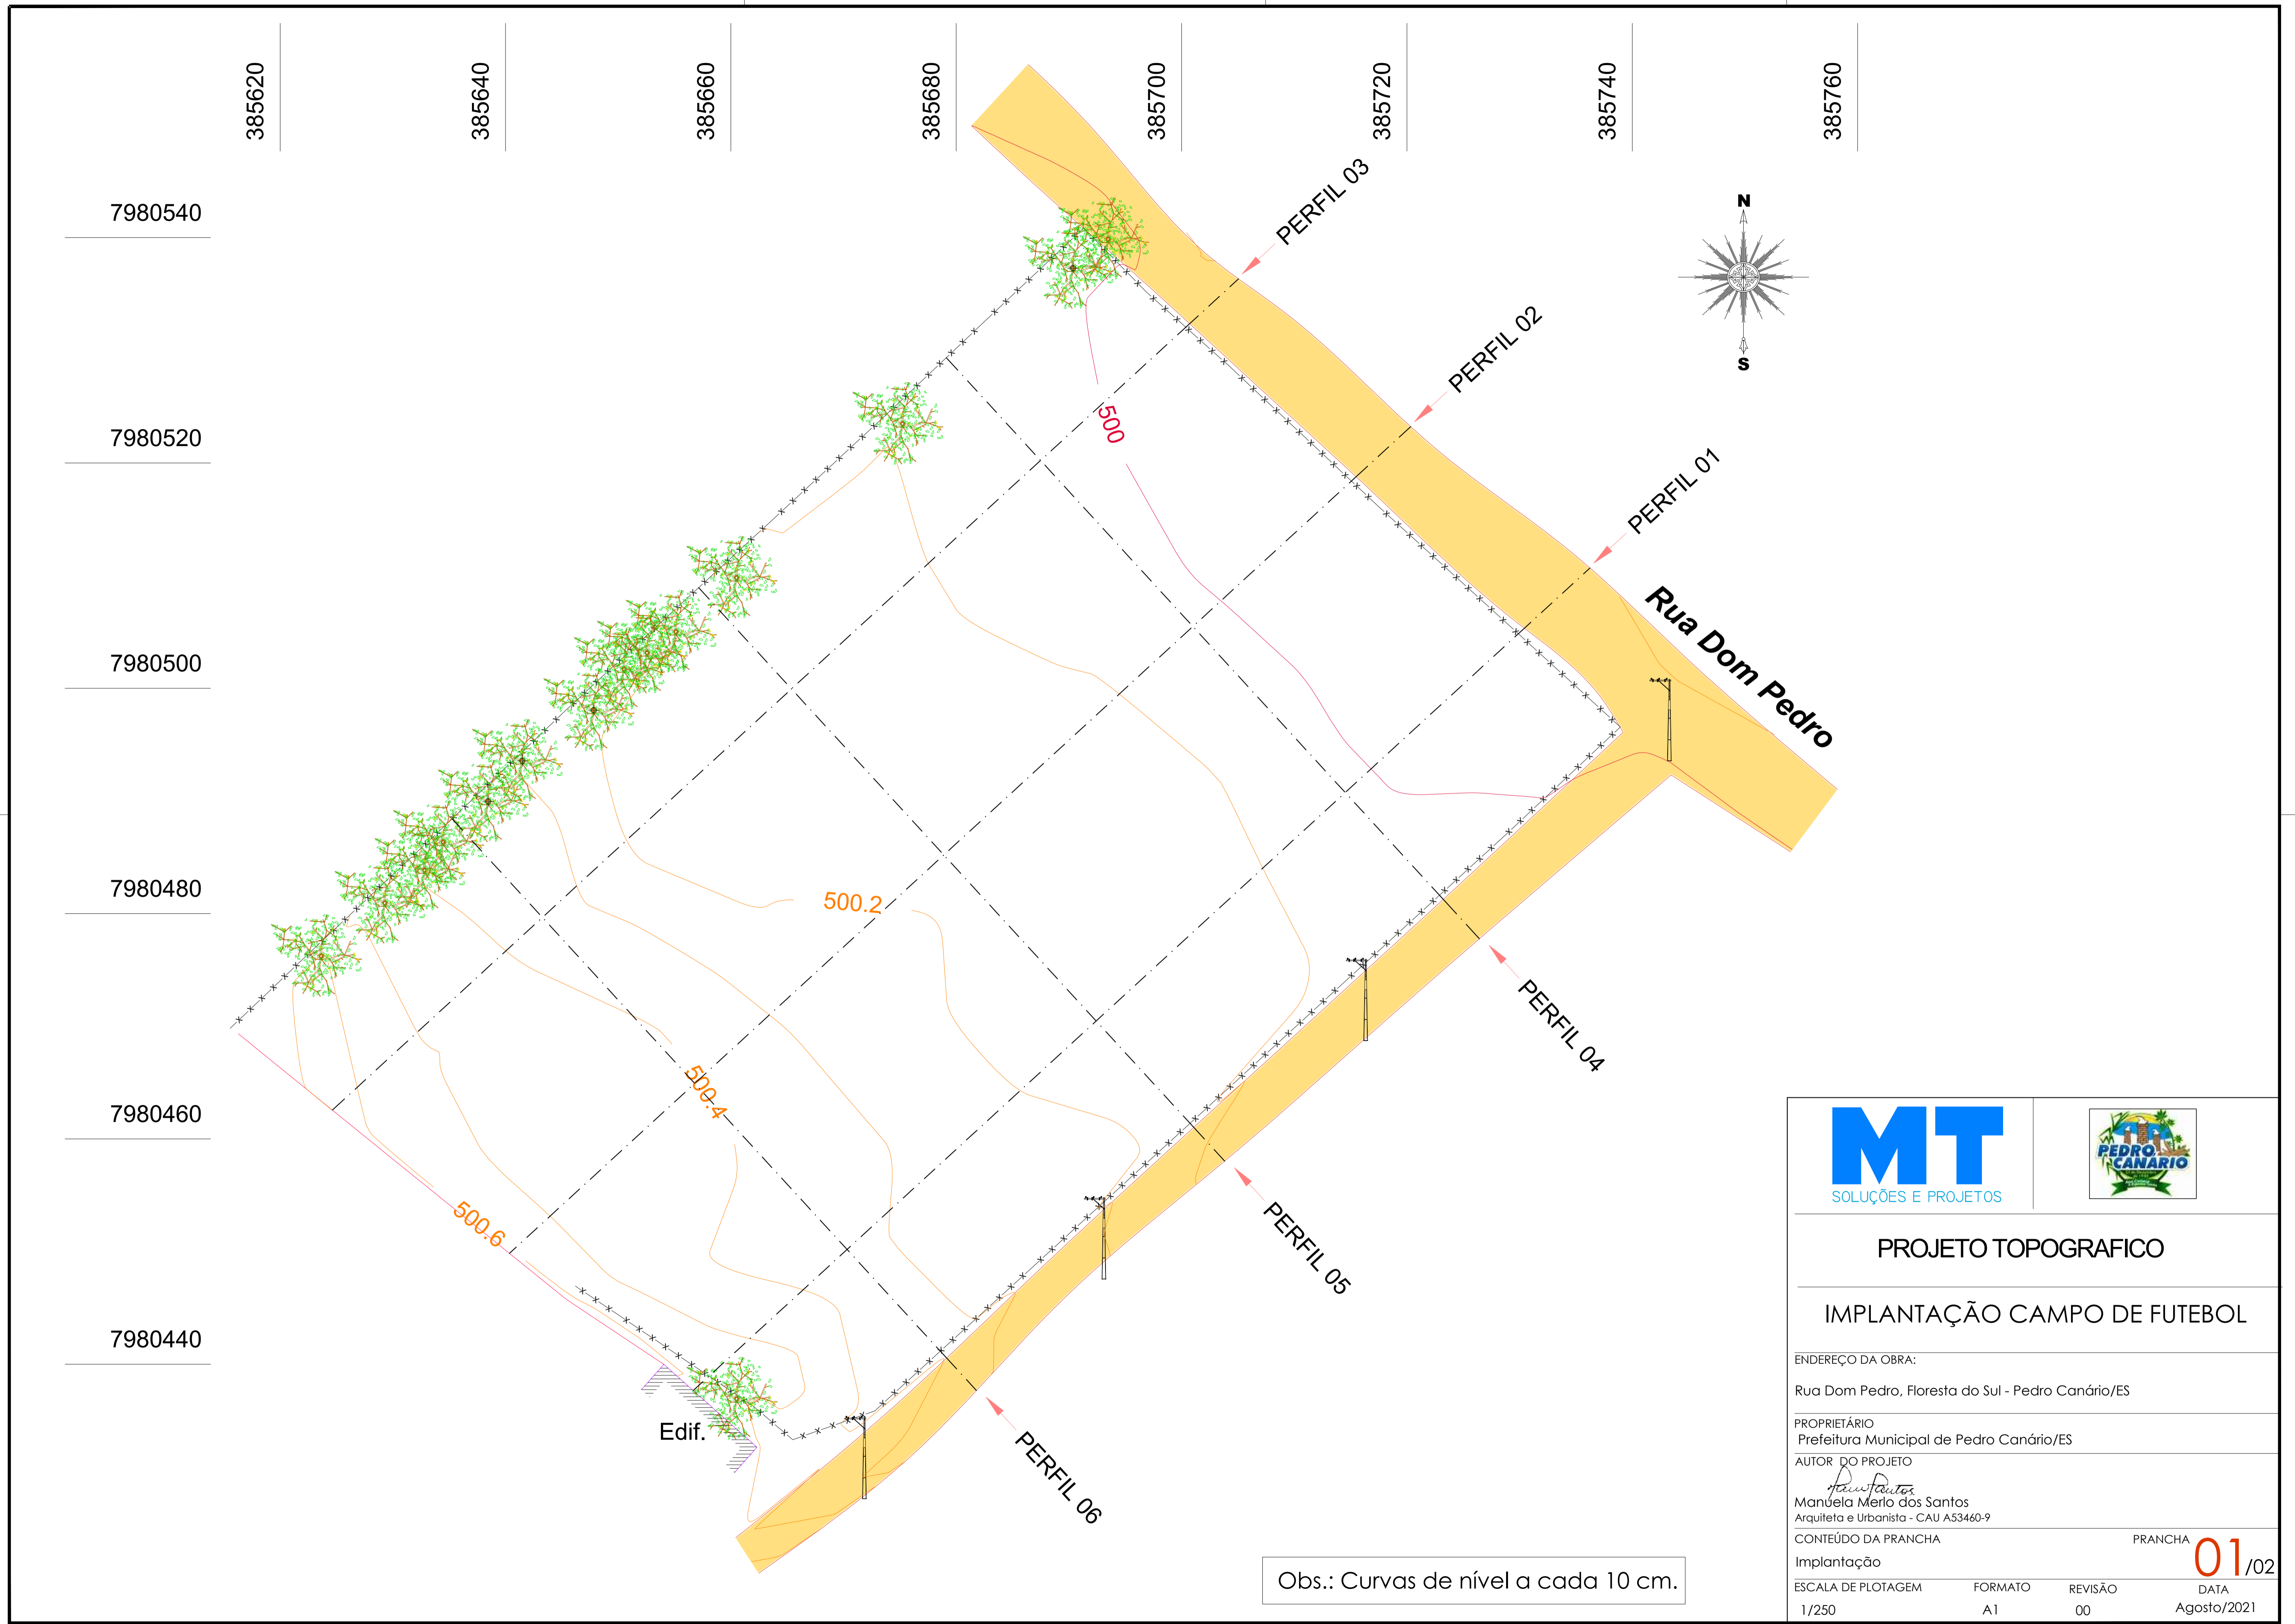 385620
385640
385660
385680
385700
385720
385740
385760
7980540
7980520
7980500
7980480
7980460
7980440
PERFIL 03
PERFIL 02
PERFIL 01
N
S
Rua Dom Pedro
500
500.2
500.4
500.6
PERFIL 04
PERFIL 05
PERFIL 06
Edif.
Obs.: Curvas de nível a cada 10 cm.
MT
SOLUÇÕES E PROJETOS
PEDRO
CANÁRIO
PROJETO TOPOGRAFICO
IMPLANTAÇÃO CAMPO DE FUTEBOL
ENDEREÇO DA OBRA:
Rua Dom Pedro, Floresta do Sul - Pedro Canário/ES
PROPRIETÁRIO
Prefeitura Municipal de Pedro Canário/ES
AUTOR DO PROJETO
Manuela Merlo dos Santos
Arquiteta e Urbanista - CAU A53460-9
CONTEÚDO DA PRANCHA
Implantação
PRANCHA 01/02
ESCALA DE PLOTAGEM FORMATO REVISÃO DATA
1/250 A1 00 Agosto/2021